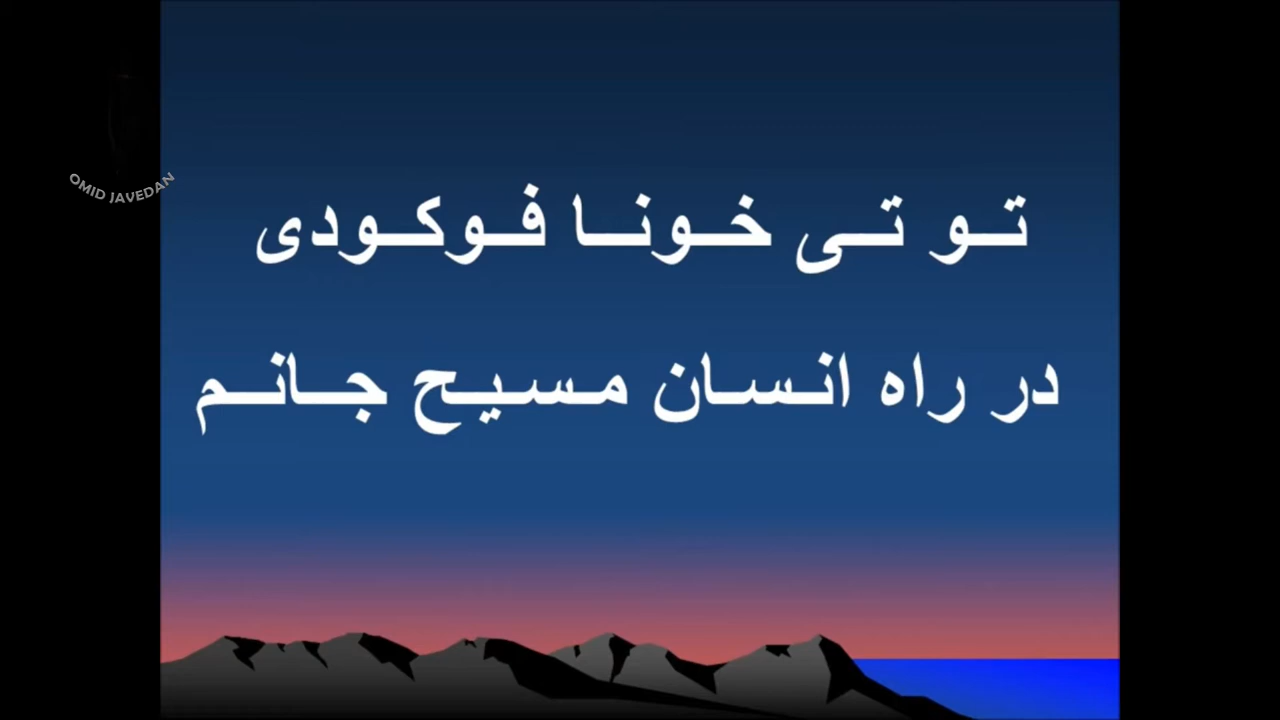 OMID JAVEDAN
تو تی خونا فوکودی
در راه انسان مسیح جانم